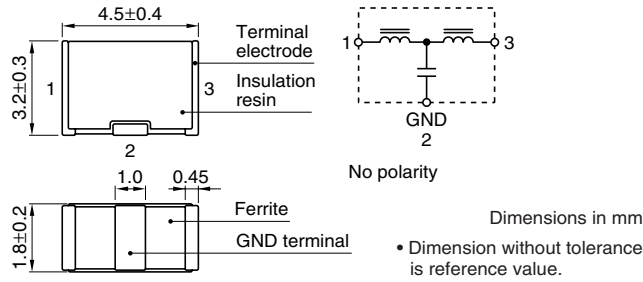 4.5±0.4
3.2±0.3
1
3
2
Terminal
electrode
Insulation
resin
1
3
GND
2
No polarity
1.0
0.45
1.8±0.2
Ferrite
GND terminal
Dimensions in mm
• Dimension without tolerance
is reference value.